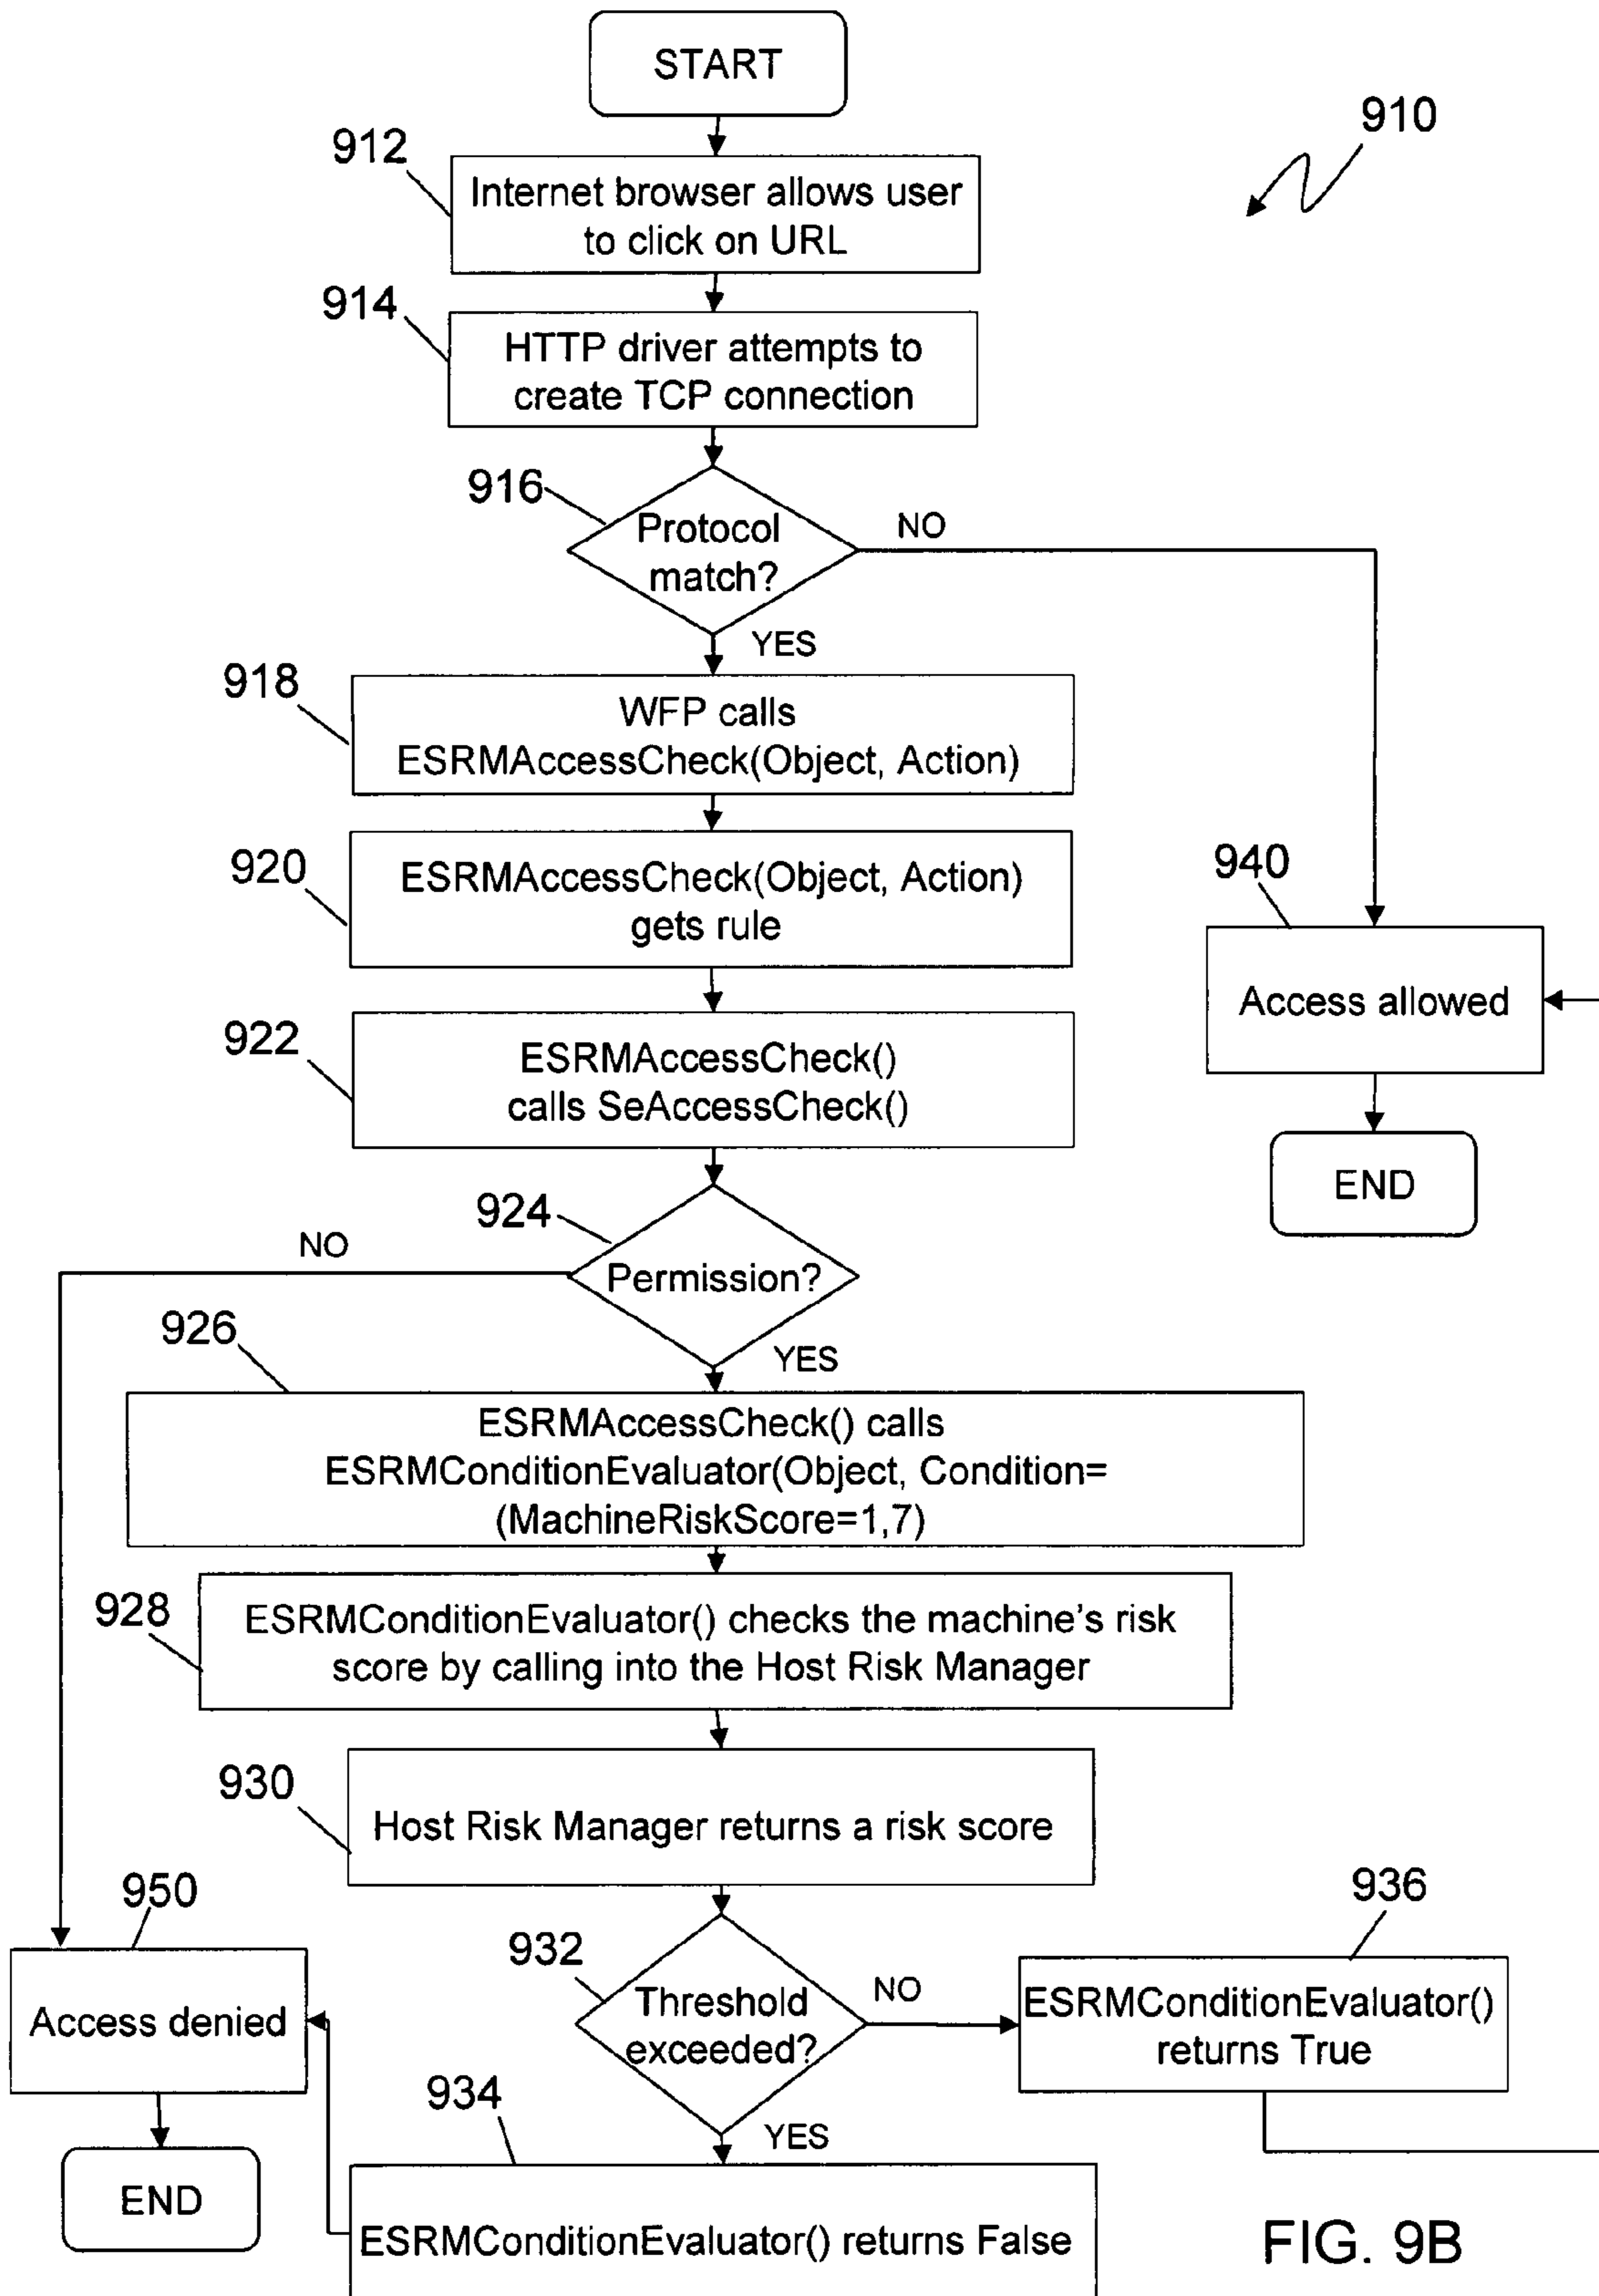 START
910
912
Internet browser allows user
to click on URL
914
HTTP driver attempts to
create TCP connection
916
Protocol
match?
NO
YES
918
WFP calls
ESRMAccessCheck(Object, Action)
920
ESRMAccessCheck(Object, Action)
gets rule
940
Access allowed
END
922
ESRMAccessCheck()
calls SeAccessCheck()
924
Permission?
NO
YES
926
ESRMAccessCheck() calls
ESRMConditionEvaluator(Object, Condition=
(MachineRiskScore=1,7)
928
ESRMConditionEvaluator() checks the machine's risk
score by calling into the Host Risk Manager
930
Host Risk Manager returns a risk score
950
Access denied
END
932
Threshold
exceeded?
NO
YES
936
ESRMConditionEvaluator()
returns True
934
ESRMConditionEvaluator() returns False
FIG. 9B